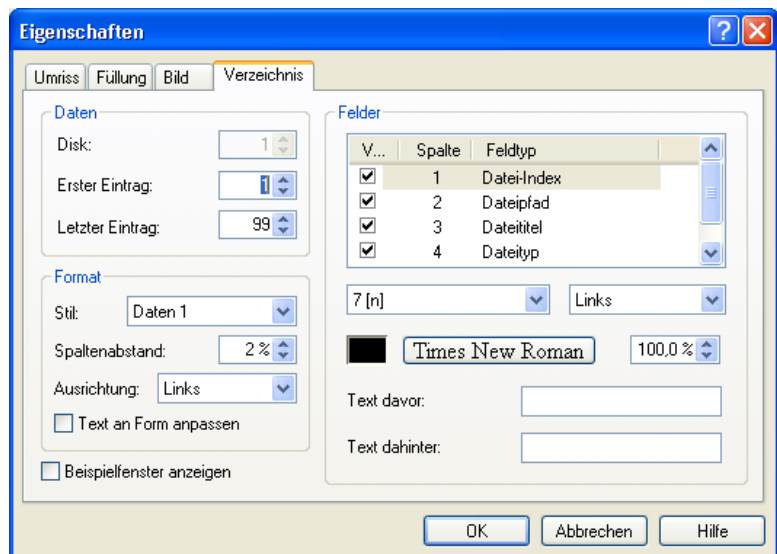 Eigenschaften
Umriss Füllung Bild Verzeichnis
Daten
Disk: 1
Erster Eintrag: 1
Letzter Eintrag: 99
Format
Stil: Daten 1
Spaltenabstand: 2 %
Ausrichtung: Links
Text an Form anpassen
Beispielfenster anzeigen
Felder
V... Spalte Feldtyp
1 Datei-Index
2 Dateipfad
3 Dateititel
4 Dateityp
7 [n] Links
Times New Roman 100,0 %
Text davor:
Text dahinter:
OK Abbrechen Hilfe